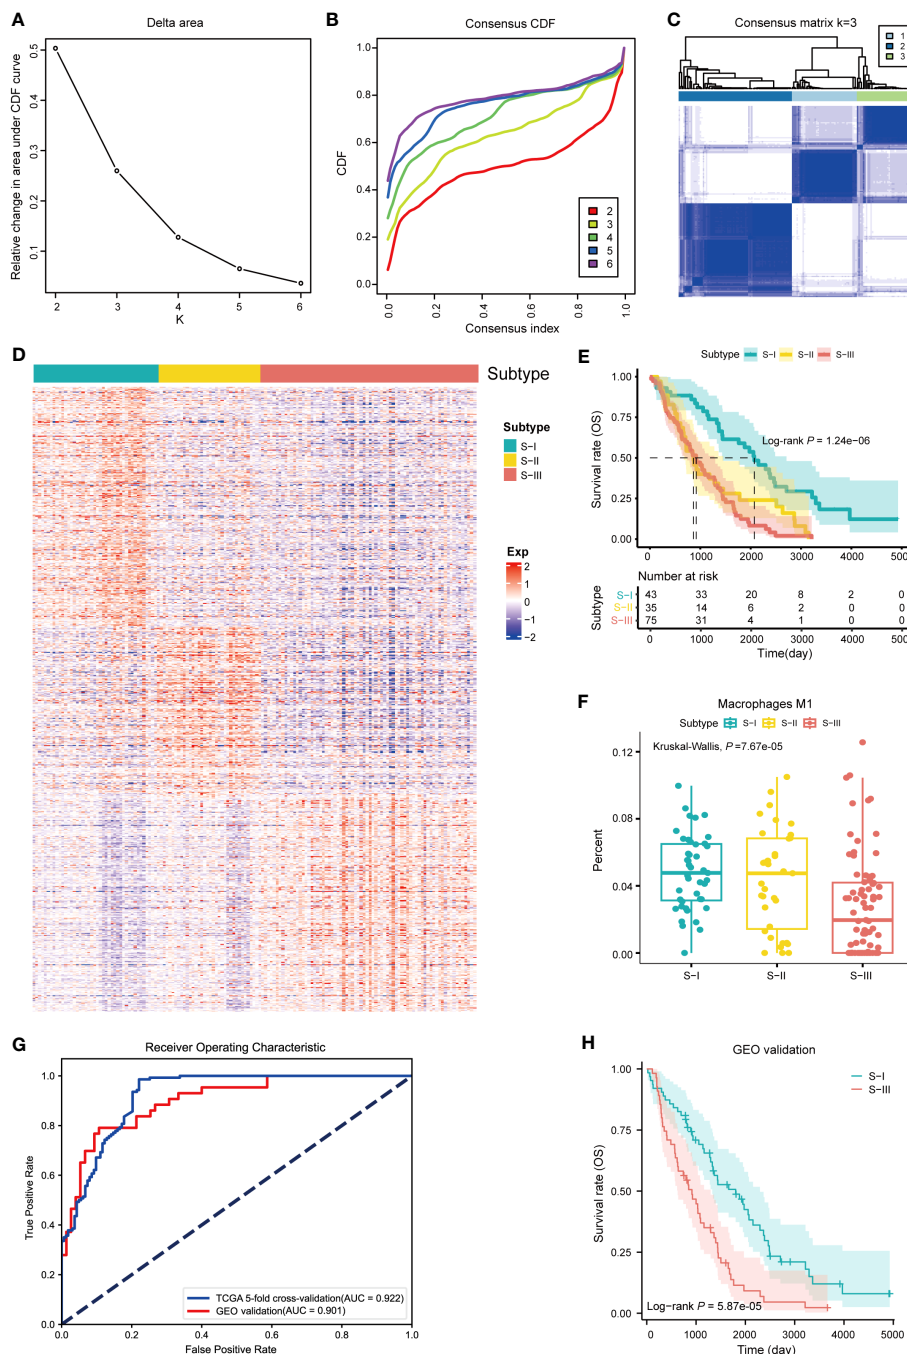 A
Delta area
Relative change in area under CDF curve
0.5
0.4
0.3
0.2
0.1
2 3 4 5 6
K
B
Consensus CDF
CDF
1.0
0.8
0.6
0.4
0.2
0.0
2
3
4
5
6
0.0 0.2 0.4 0.6 0.8 1.0
Consensus index
C
Consensus matrix k=3
1
2
3
D
Subtype
Subtype
S-I
S-II
S-III
Exp
2
1
0
-1
-2
E
Subtype S-I S-II S-III
Survival rate (OS)
1.00
0.75
0.50
0.25
0.00
Log-rank P = 1.24e-06
0 1000 2000 3000 4000 500
Number at risk
Subtype
S-I 43 33 20 8 2 0
S-II 35 14 6 2 0 0
S-III 75 31 4 1 0 0
0 1000 2000 3000 4000 500
Time(day)
F
Macrophages M1
Subtype S-I S-II S-III
Kruskal-Wallis, P =7.67e-05
Percent
0.12
0.08
0.04
0.00
S-I S-II S-III
G
Receiver Operating Characteristic
True Positive Rate
1.0
0.8
0.6
0.4
0.2
0.0
TCGA 5-fold cross-validation(AUC = 0.922)
GEO validation(AUC = 0.901)
0.0 0.2 0.4 0.6 0.8 1.0
False Positive Rate
H
GEO validation
S-I
S-III
Survival rate (OS)
1.00
0.75
0.50
0.25
0.00
Log-rank P = 5.87e-05
0 1000 2000 3000 4000 5000
Time (day)